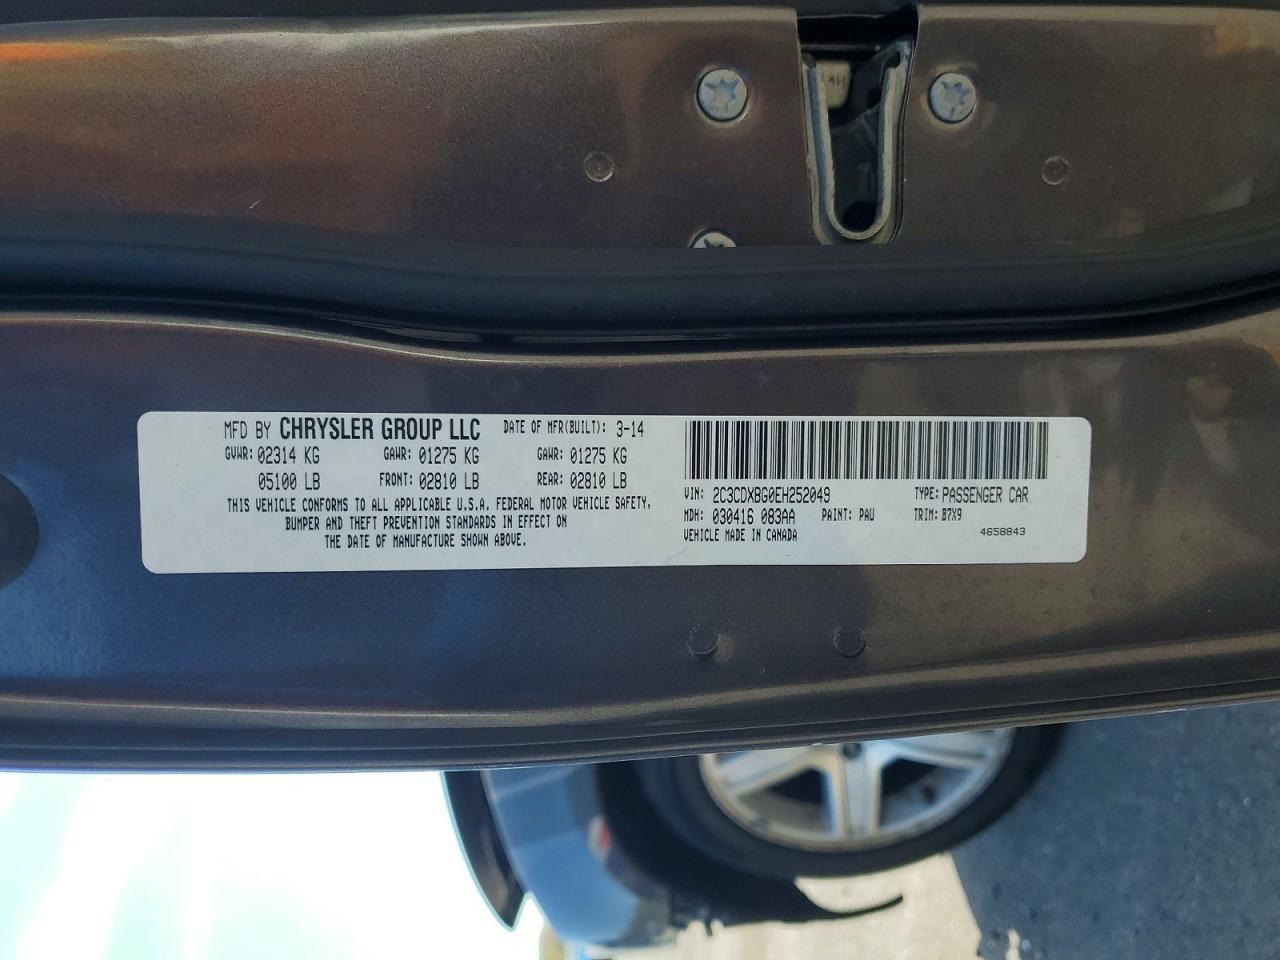 MFD BY CHRYSLER GROUP LLC DATE OF MFR(BUILT): 3-14
GVWR: 02314 KG GAWR: 01275 KG GAWR: 01275 KG
05100 LB FRONT: 02810 LB REAR: 02810 LB
THIS VEHICLE CONFORMS TO ALL APPLICABLE U.S.A. FEDERAL MOTOR VEHICLE SAFETY,
BUMPER AND THEFT PREVENTION STANDARDS IN EFFECT ON
THE DATE OF MANUFACTURE SHOWN ABOVE.
VIN: 2C3CDXBG0EH252049 TYPE: PASSENGER CAR
MDH: 030416 083AA PAINT: PAU TRIM: B7X9
VEHICLE MADE IN CANADA 4658843